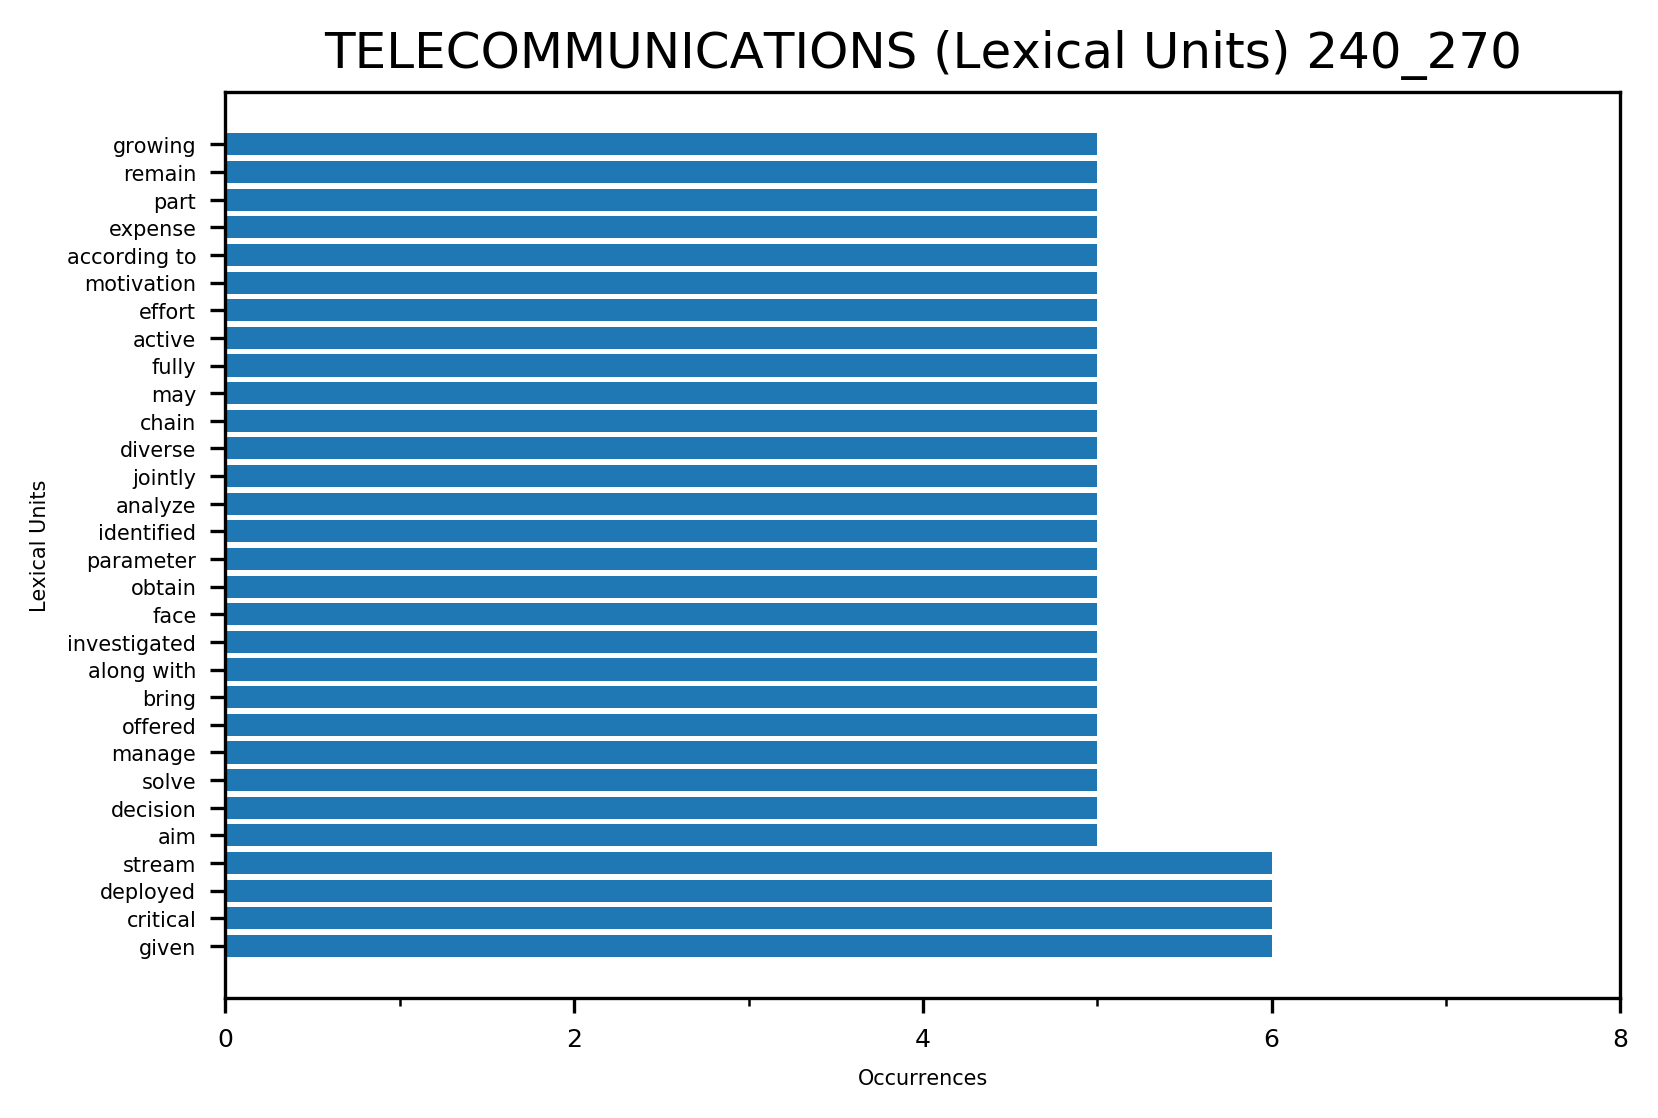 TELECOMMUNICATIONS (Lexical Units) 240_270
growing
remain
part
expense
according to
motivation
effort
active
fully
may
chain
diverse
jointly
analyze
identified
parameter
obtain
face
investigated
along with
bring
offered
manage
solve
decision
aim
stream
deployed
critical
given
Lexical Units
0 2 4 6 8
Occurrences